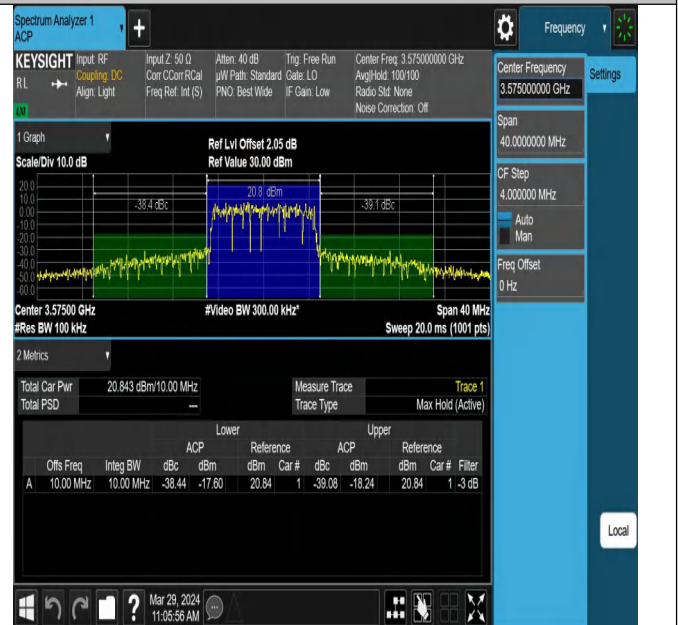 Spectrum Analyzer 1
ACP
+
Frequency
KEYSIGHT
RL
LXI
Input: RF
Coupling: DC
Align: Light
Input Z: 50 Ω
Corr CCorr RCal
Freq Ref: Int (S)
Atten: 40 dB
µW Path: Standard
PNO: Best Wide
Trig: Free Run
Gate: LO
IF Gain: Low
Center Freq: 3.575000000 GHz
Avg|Hold: 100/100
Radio Std: None
Noise Correction: Off
Center Frequency
3.575000000 GHz
Settings
Span
40.0000000 MHz
CF Step
4.000000 MHz
Auto
Man
Freq Offset
0 Hz
1 Graph
Scale/Div 10.0 dB
Ref Lvl Offset 2.05 dB
Ref Value 30.00 dBm
20.0
10.0
0.00
-10.0
-20.0
-30.0
-40.0
-50.0
-60.0
-38.4 dBc
20.8 dBm
-39.1 dBc
Center 3.57500 GHz
#Video BW 300.00 kHz*
Span 40 MHz
#Res BW 100 kHz
Sweep 20.0 ms (1001 pts)
2 Metrics
Total Car Pwr 20.843 dBm/10.00 MHz
Total PSD ---
Measure Trace Trace 1
Trace Type Max Hold (Active)
Lower Upper
ACP Reference ACP Reference
Offs Freq Integ BW dBc dBm dBm Car # dBc dBm dBm Car # Filter
A 10.00 MHz 10.00 MHz -38.44 -17.60 20.84 1 -39.08 -18.24 20.84 1 -3 dB
Local
?
Mar 29, 2024
11:05:56 AM